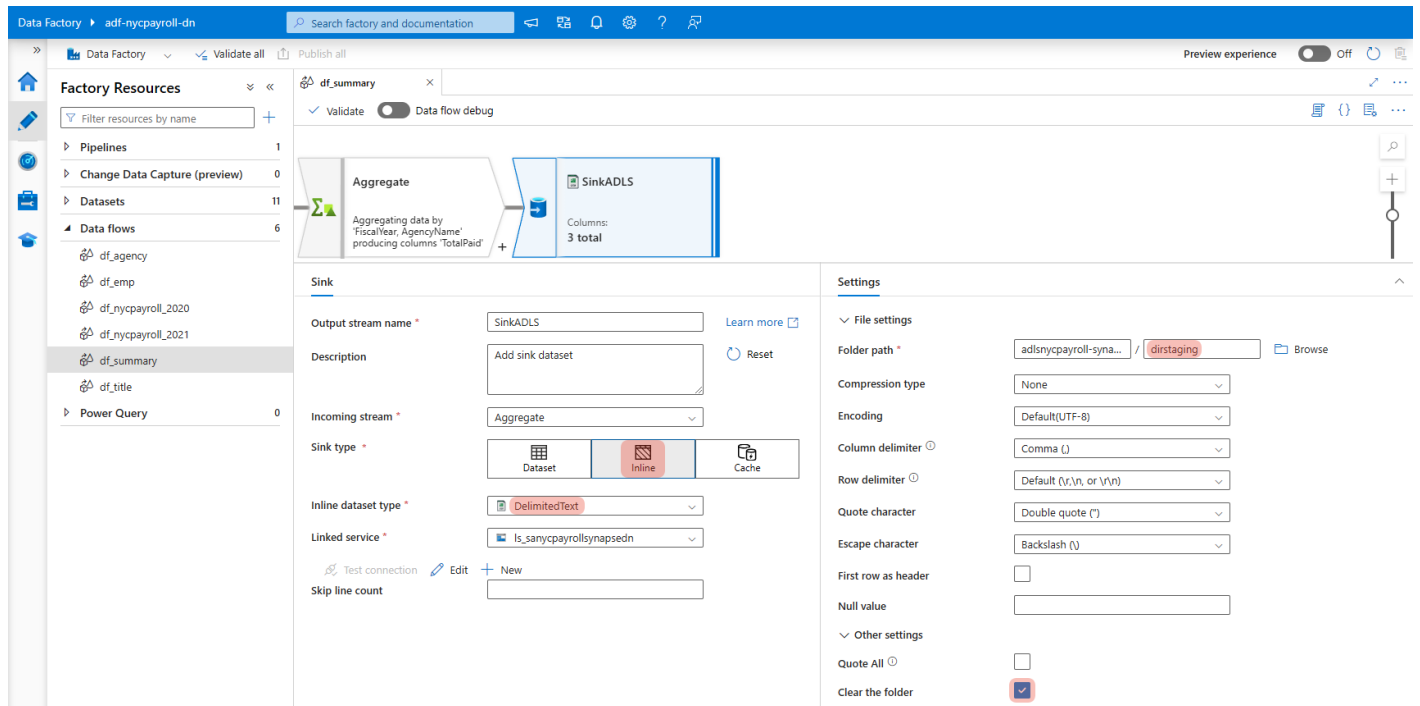 Data Factory ▸ adf-nycpayroll-dn
Search factory and documentation
»
Data Factory
Validate all
Publish all
Preview experience
Off
Factory Resources
«
Filter resources by name
Pipelines 1
Change Data Capture (preview) 0
Datasets 11
Data flows 6
df_agency
df_emp
df_nycpayroll_2020
df_nycpayroll_2021
df_summary
df_title
Power Query 0
df_summary ×
Validate
Data flow debug
{}
Aggregate
Aggregating data by
'FiscalYear, AgencyName'
producing columns 'TotalPaid'
+
SinkADLS
Columns:
3 total
Sink
Output stream name *
SinkADLS
Learn more
Description
Add sink dataset
Reset
Incoming stream *
Aggregate
Sink type *
Dataset
Inline
Cache
Inline dataset type *
DelimitedText
Linked service *
ls_sanycpayrollsynapsedn
Test connection
Edit
+ New
Skip line count
Settings
File settings
Folder path *
adlsnycpayroll-syna... / dirstaging
Browse
Compression type
None
Encoding
Default(UTF-8)
Column delimiter
Comma (,)
Row delimiter
Default (\r,\n, or \r\n)
Quote character
Double quote (")
Escape character
Backslash (\)
First row as header
Null value
Other settings
Quote All
Clear the folder